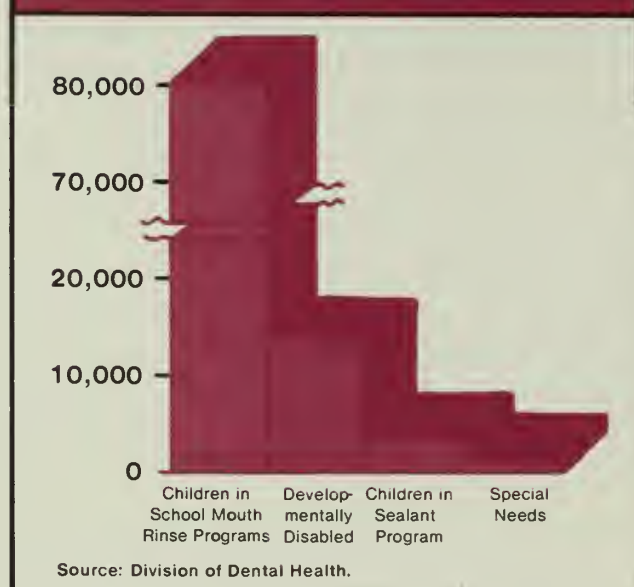 80,000
70,000
20,000
10,000
0
Children in School Mouth Rinse Programs
Develop- mentally Disabled
Children in Sealant Program
Special Needs
Source: Division of Dental Health.